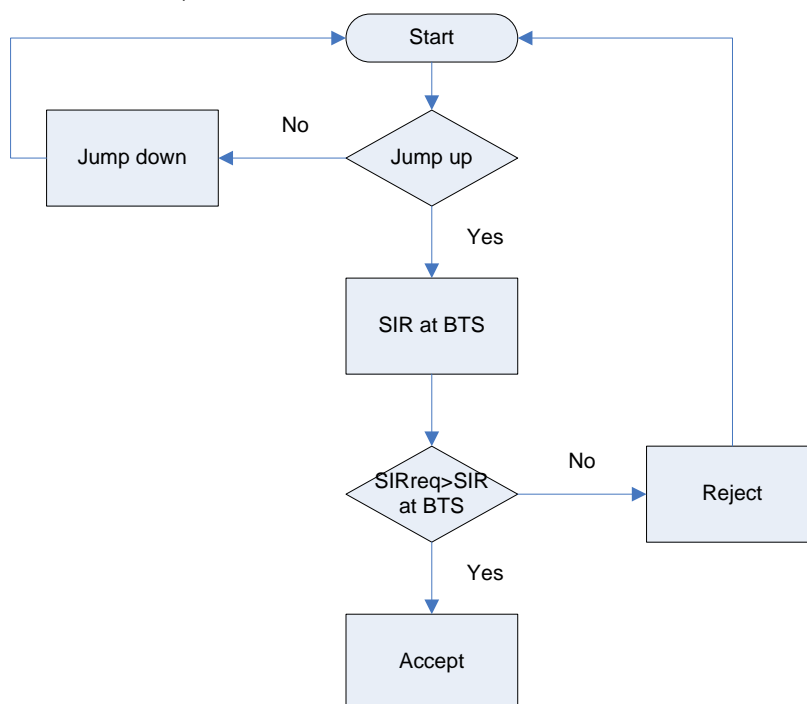 Start
No
Jump down
Jump up
Yes
SIR at BTS
SIRreq>SIR
at BTS
No
Reject
Yes
Accept